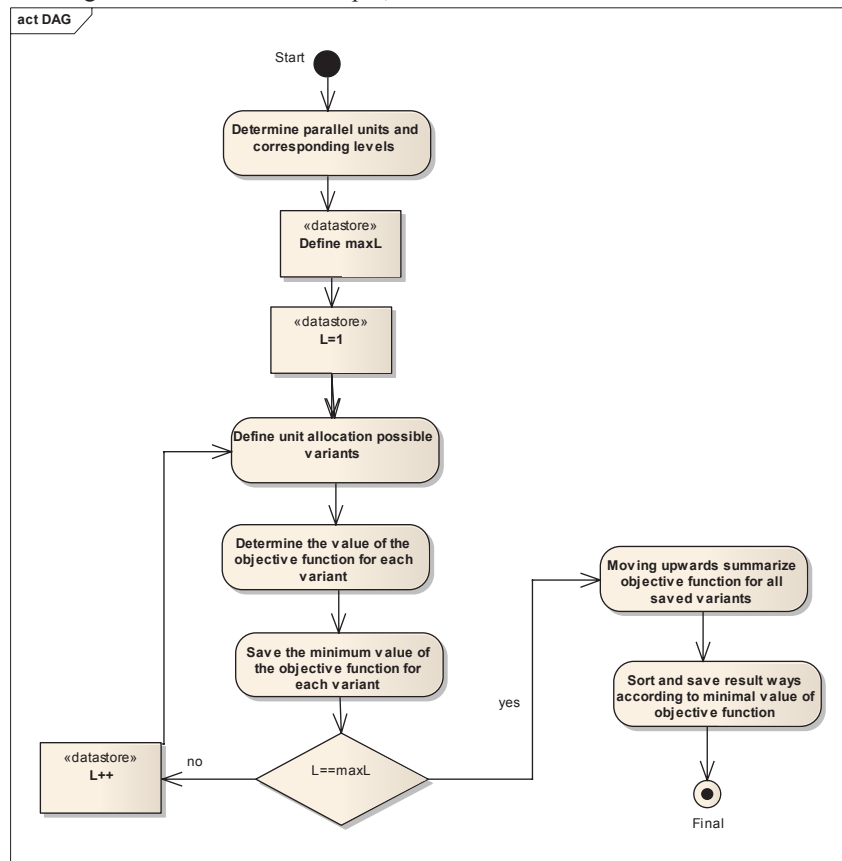 act DAG
Start
Determine parallel units and
corresponding levels
«datastore»
Define maxL
«datastore»
L=1
Define unit allocation possible
variants
Determine the value of the
objective function for each
variant
Save the minimum value of
the objective function for
each variant
L==maxL
no
«datastore»
L++
yes
Moving upwards summarize
objective function for all
saved variants
Sort and save result ways
according to minimal value of
objective function
Final